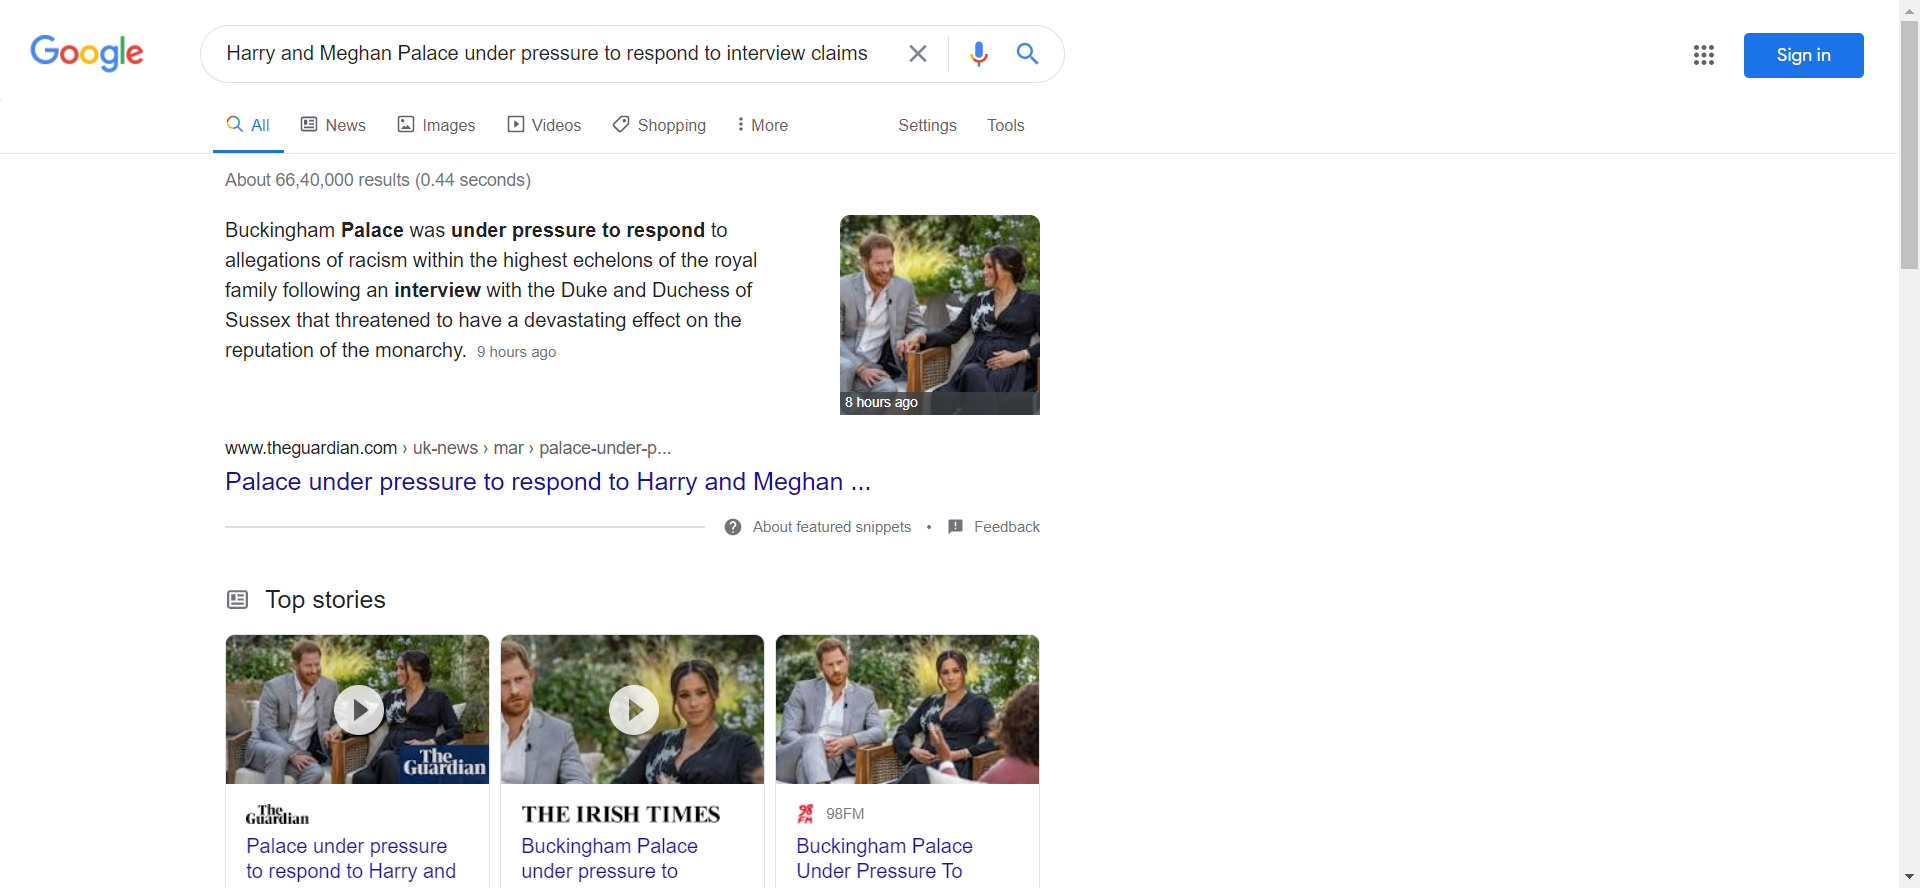 Google
Harry and Meghan Palace under pressure to respond to interview claims
Sign in
All
News
Images
Videos
Shopping
More
Settings
Tools
About 66,40,000 results (0.44 seconds)
Buckingham Palace was under pressure to respond to
allegations of racism within the highest echelons of the royal
family following an interview with the Duke and Duchess of
Sussex that threatened to have a devastating effect on the
reputation of the monarchy. 9 hours ago
8 hours ago
www.theguardian.com › uk-news › mar › palace-under-p...
Palace under pressure to respond to Harry and Meghan ...
About featured snippets • Feedback
Top stories
The
Guardian
The
Guardian
Palace under pressure
to respond to Harry and
THE IRISH TIMES
Buckingham Palace
under pressure to
98
FM
98FM
Buckingham Palace
Under Pressure To